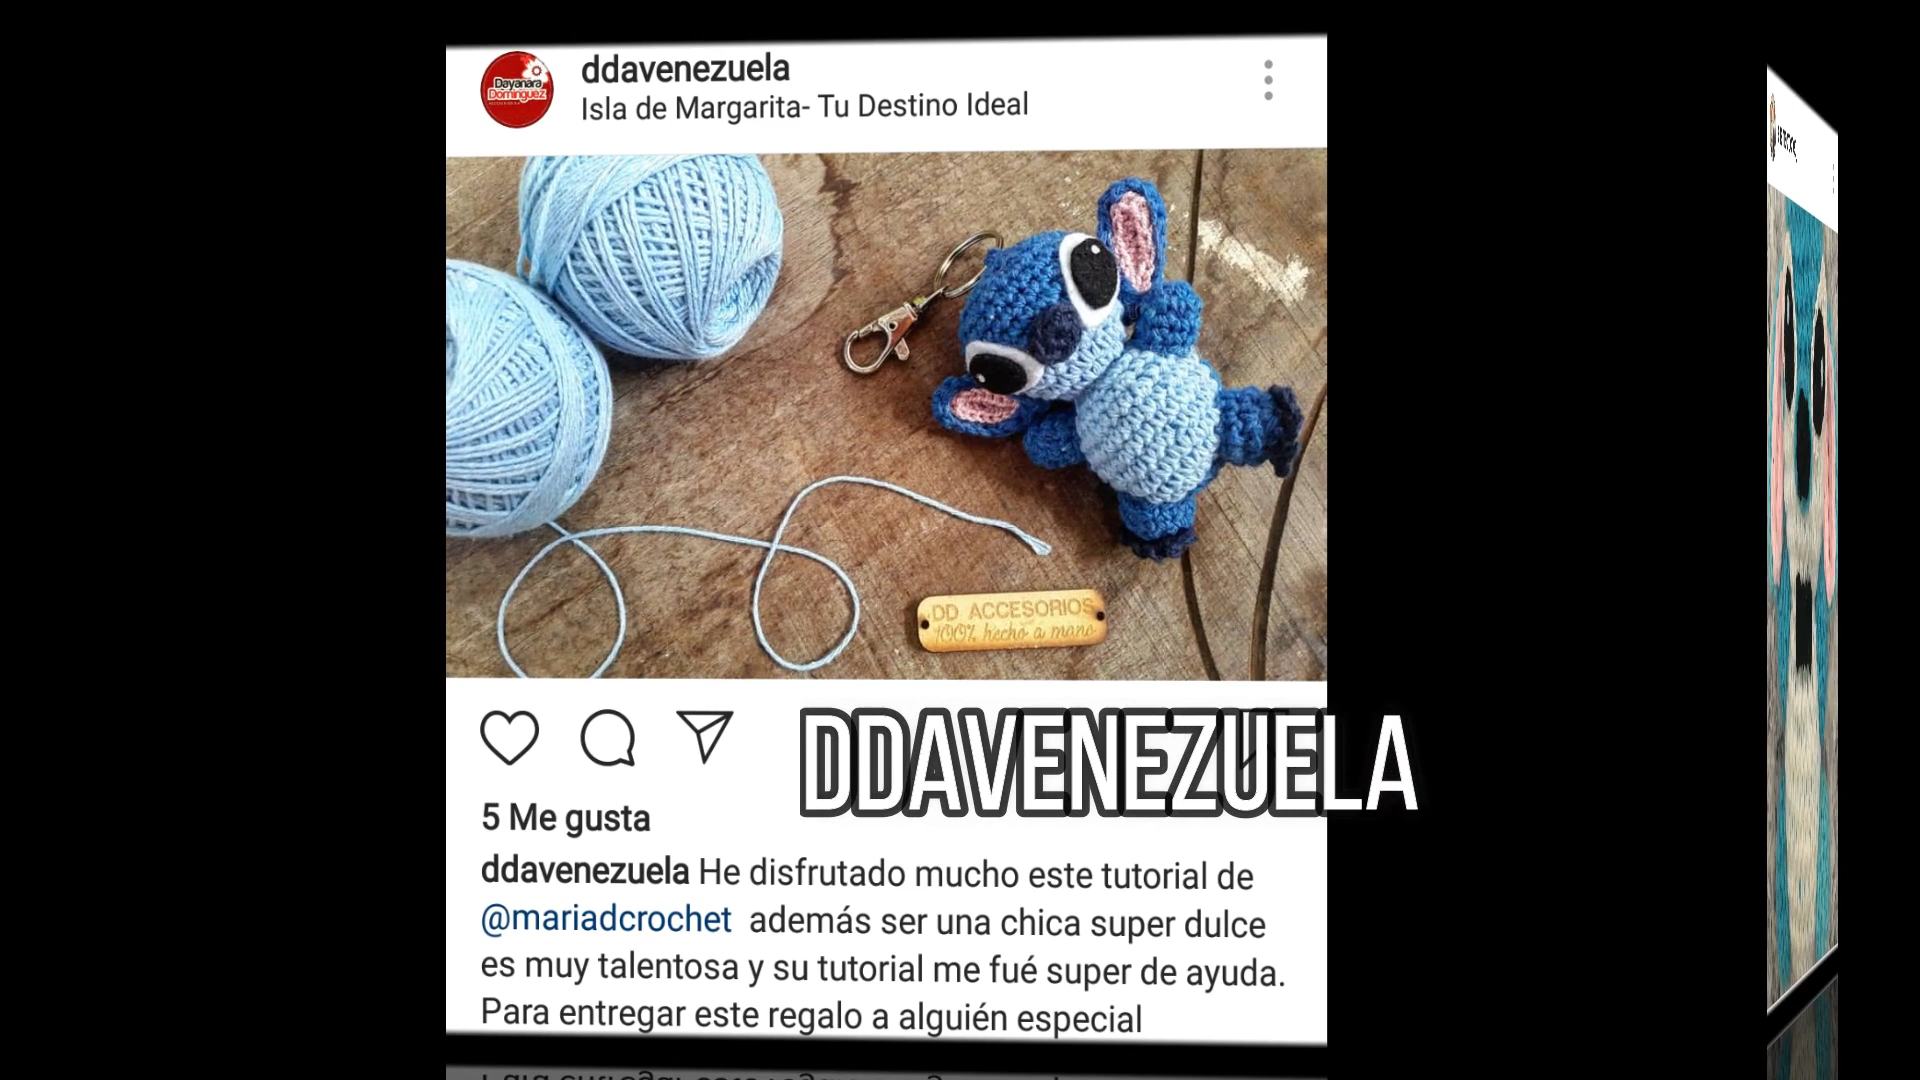 Dayanara
Dominguez
ddavenezuela
Isla de Margarita- Tu Destino Ideal
DD ACCESORIOS
100% hecho a mano
DDAVENEZUELA
5 Me gusta
ddavenezuela He disfrutado mucho este tutorial de
@mariadcrochet además ser una chica super dulce
es muy talentosa y su tutorial me fué super de ayuda.
Para entregar este regalo a alguién especial